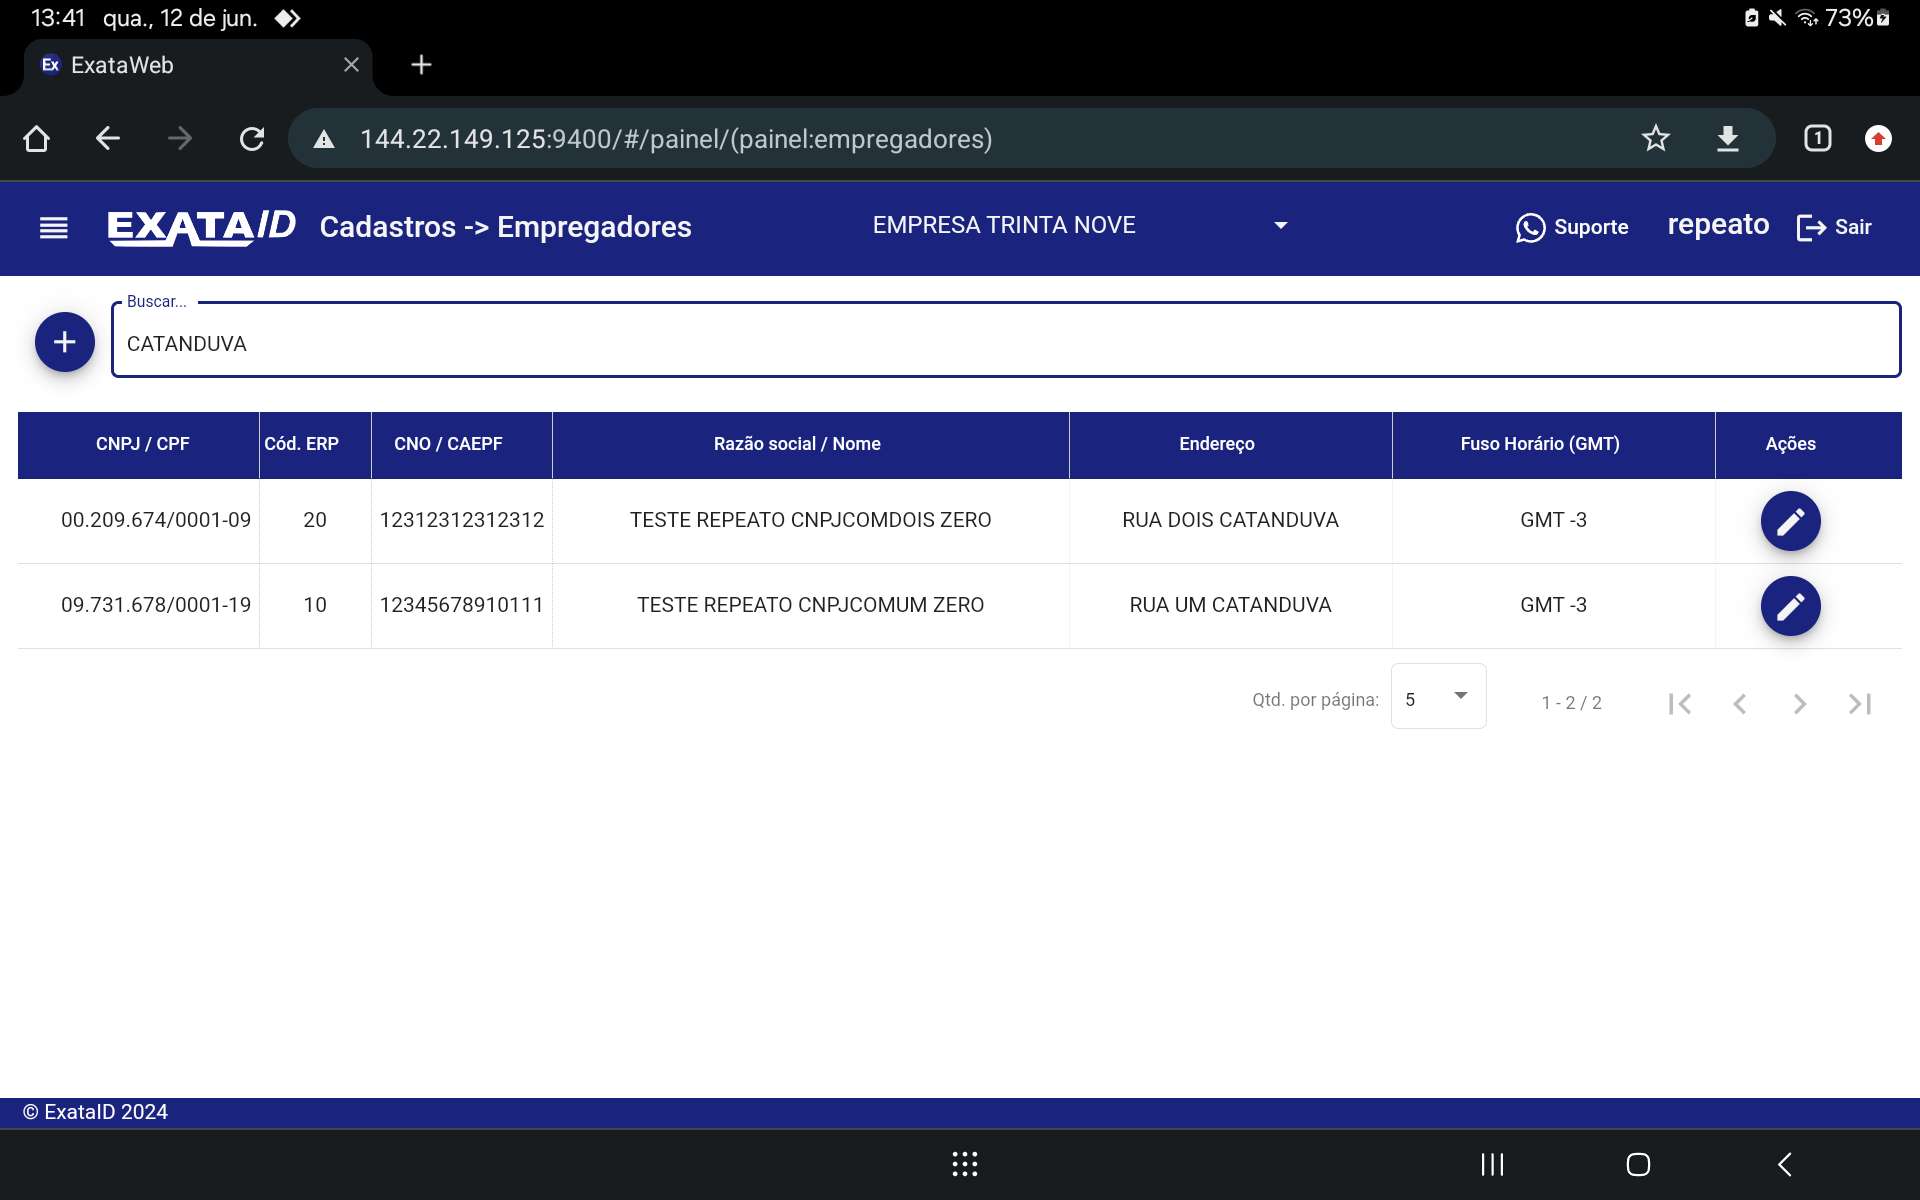 13:41 qua., 12 de jun. 73%
Ex ExataWeb
144.22.149.125:9400/#/painel/(painel:empregadores) 1
EXATAID Cadastros -> Empregadores EMPRESA TRINTA NOVE Suporte repeato Sair
Buscar...
CATANDUVA
CNPJ / CPF Cód. ERP CNO / CAEPF Razão social / Nome Endereço Fuso Horário (GMT) Ações
00.209.674/0001-09 20 12312312312312 TESTE REPEATO CNPJCOMDOIS ZERO RUA DOIS CATANDUVA GMT -3
09.731.678/0001-19 10 12345678910111 TESTE REPEATO CNPJCOMUM ZERO RUA UM CATANDUVA GMT -3
Qtd. por página: 5 1 - 2 / 2
© ExataID 2024